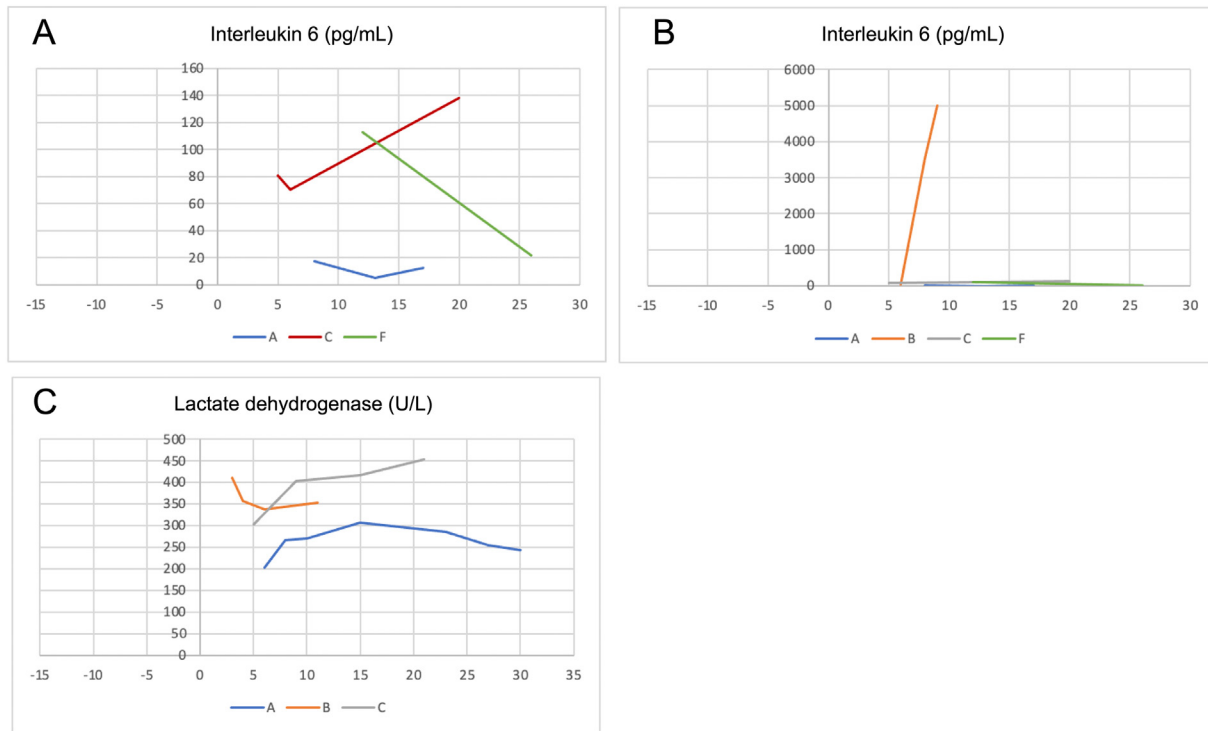 A
Interleukin 6 (pg/mL)
160
140
120
100
80
60
40
20
0
-15 -10 -5 0 5 10 15 20 25 30
A C F
B
Interleukin 6 (pg/mL)
6000
5000
4000
3000
2000
1000
0
-15 -10 -5 0 5 10 15 20 25 30
A B C F
C
Lactate dehydrogenase (U/L)
500
450
400
350
300
250
200
150
100
50
0
-15 -10 -5 0 5 10 15 20 25 30 35
A B C